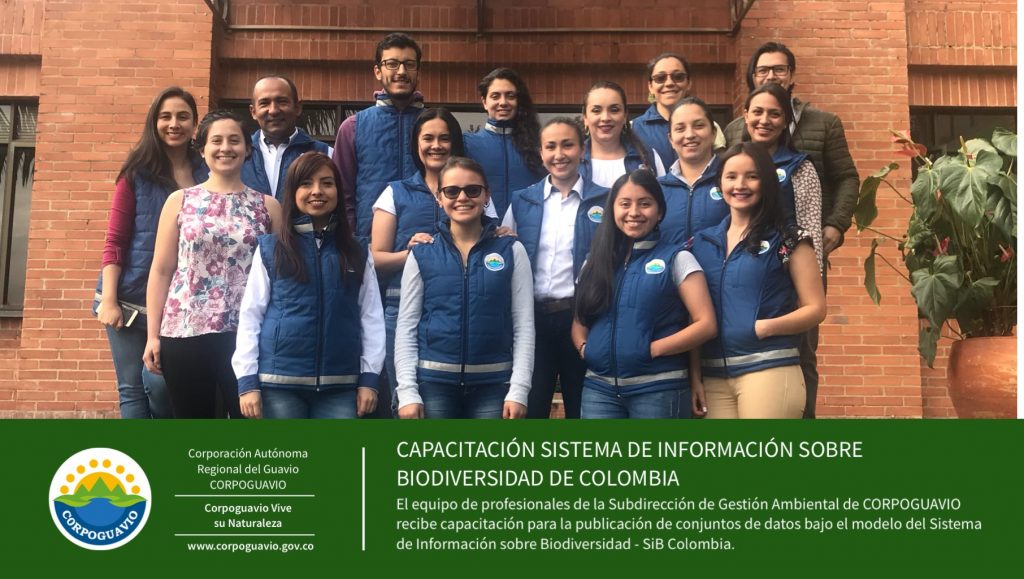 CORPOGUAVIO
Corporación Autónoma
Regional del Guavio
CORPOGUAVIO
Corpoguavio Vive
su Naturaleza
www.corpoguavio.gov.co
CAPACITACIÓN SISTEMA DE INFORMACIÓN SOBRE
BIODIVERSIDAD DE COLOMBIA
El equipo de profesionales de la Subdirección de Gestión Ambiental de CORPOGUAVIO
recibe capacitación para la publicación de conjuntos de datos bajo el modelo del Sistema
de Información sobre Biodiversidad - SiB Colombia.